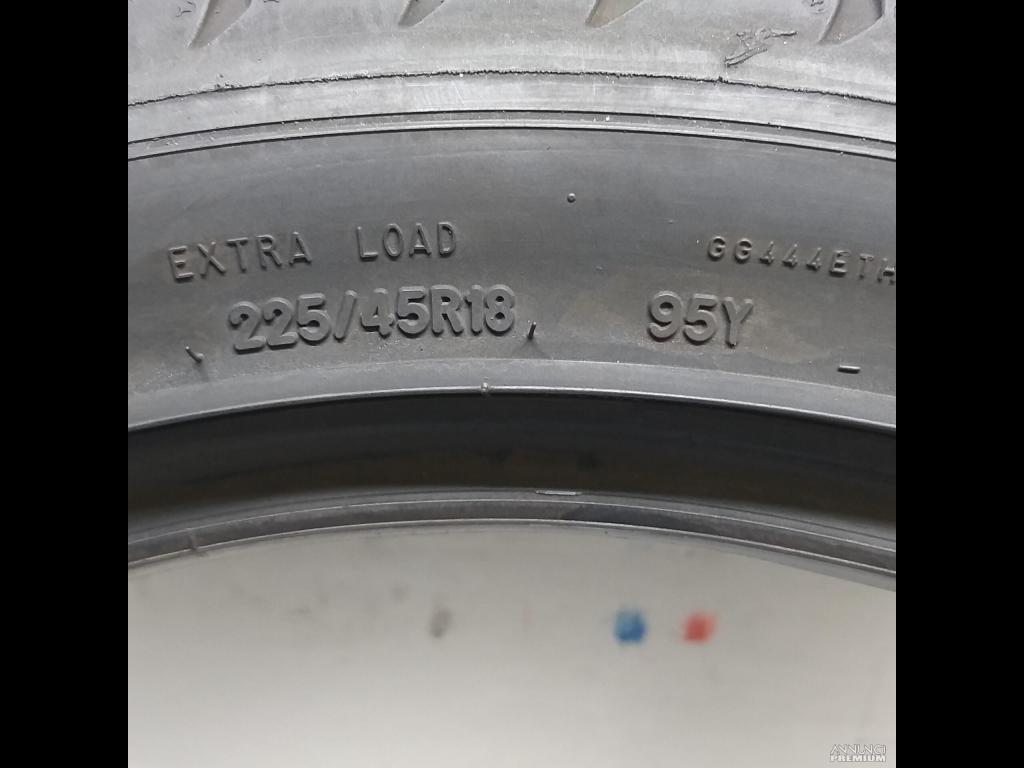 EXTRA LOAD
GG444ETH
225/45R18 95Y
ANNUNCI
PREMIUM